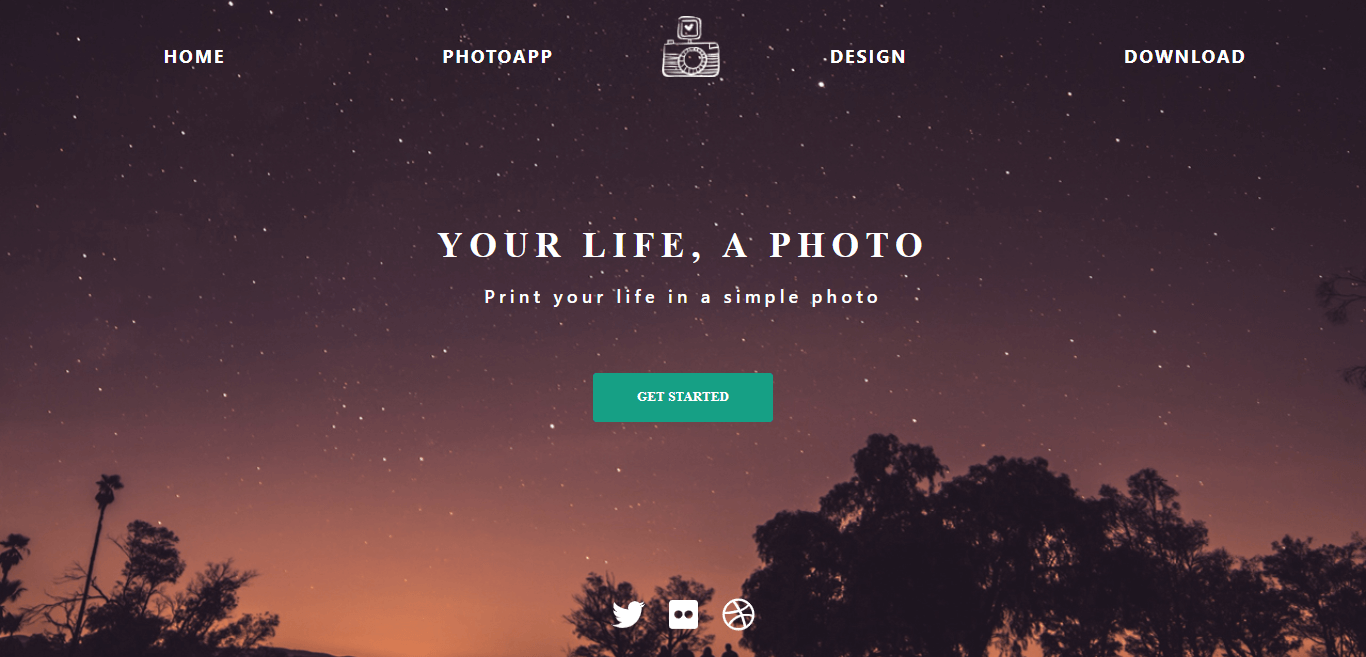 HOME PHOTOAPP DESIGN DOWNLOAD
YOUR LIFE, A PHOTO
Print your life in a simple photo
GET STARTED